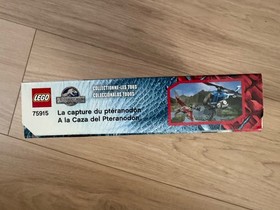 COLLECTIONNE-LES TOUS
¡COLECCIÓNALOS TODOS!
LEGO
75915
La capture du ptéranodon
A la Caza del Pteranodon